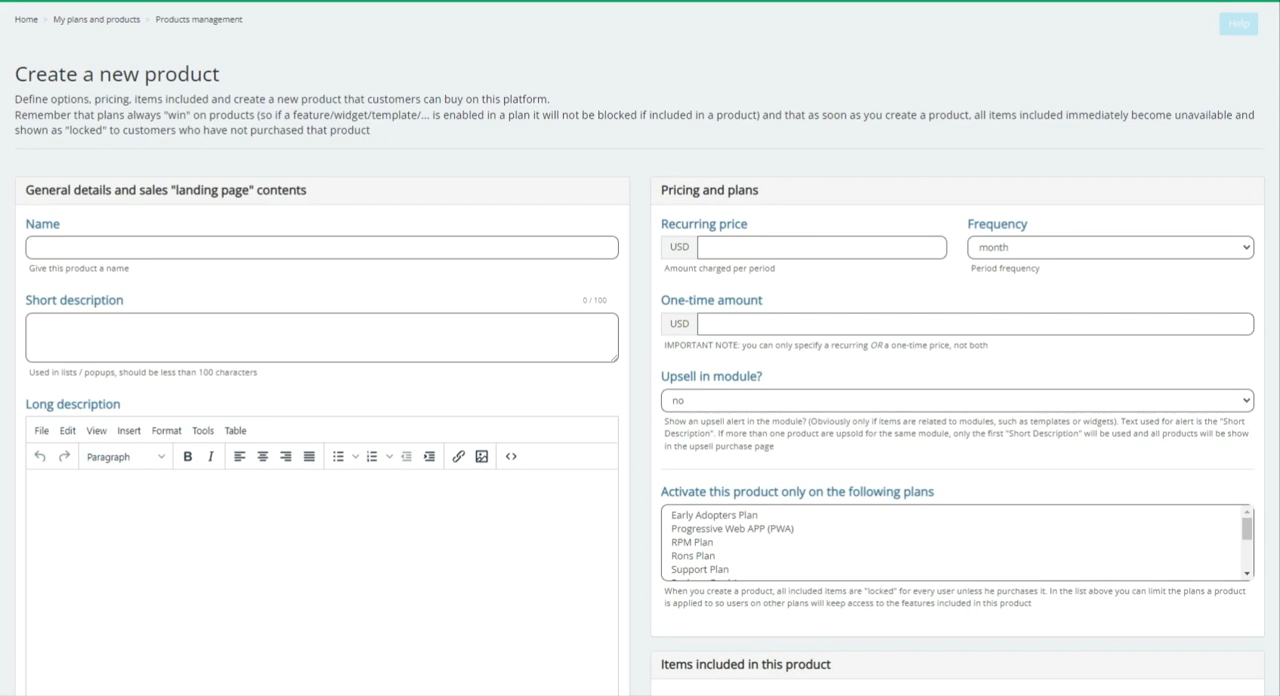 Home > My plans and products > Products management
Help
Create a new product
Define options, pricing, items included and create a new product that customers can buy on this platform.
Remember that plans always "win" on products (so if a feature/widget/template/... is enabled in a plan it will not be blocked if included in a product) and that as soon as you create a product, all items included immediately become unavailable and
shown as "locked" to customers who have not purchased that product
General details and sales "landing page" contents
Name
Give this product a name
Short description
0 / 100
Used in lists / popups, should be less than 100 characters
Long description
File Edit View Insert Format Tools Table
Paragraph B I
Pricing and plans
Recurring price
USD
Amount charged per period
Frequency
month
Period frequency
One-time amount
USD
IMPORTANT NOTE: you can only specify a recurring OR a one-time price, not both
Upsell in module?
no
Show an upsell alert in the module? (Obviously only if items are related to modules, such as templates or widgets). Text used for alert is the "Short
Description". If more than one product are upsold for the same module, only the first "Short Description" will be used and all products will be show
in the upsell purchase page
Activate this product only on the following plans
Early Adopters Plan
Progressive Web APP (PWA)
RPM Plan
Rons Plan
Support Plan
When you create a product, all included items are "locked" for every user unless he purchases it. In the list above you can limit the plans a product
is applied to so users on other plans will keep access to the features included in this product
Items included in this product